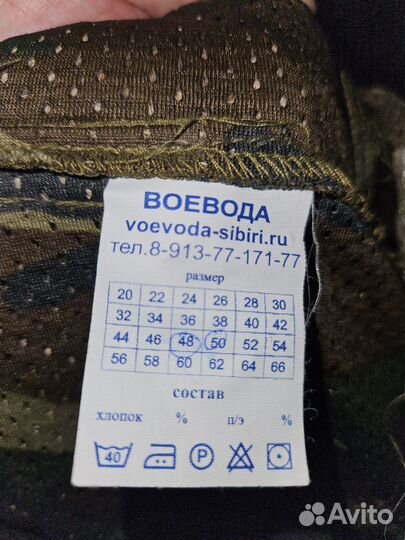 ВОЕВОДА
voevoda-sibiri.ru
тел.8-913-77-171-77
размер
20 22 24 26 28 30
32 34 36 38 40 42
44 46 48 50 52 54
56 58 60 62 64 66
состав
хлопок % п/э %
40 P
Avito